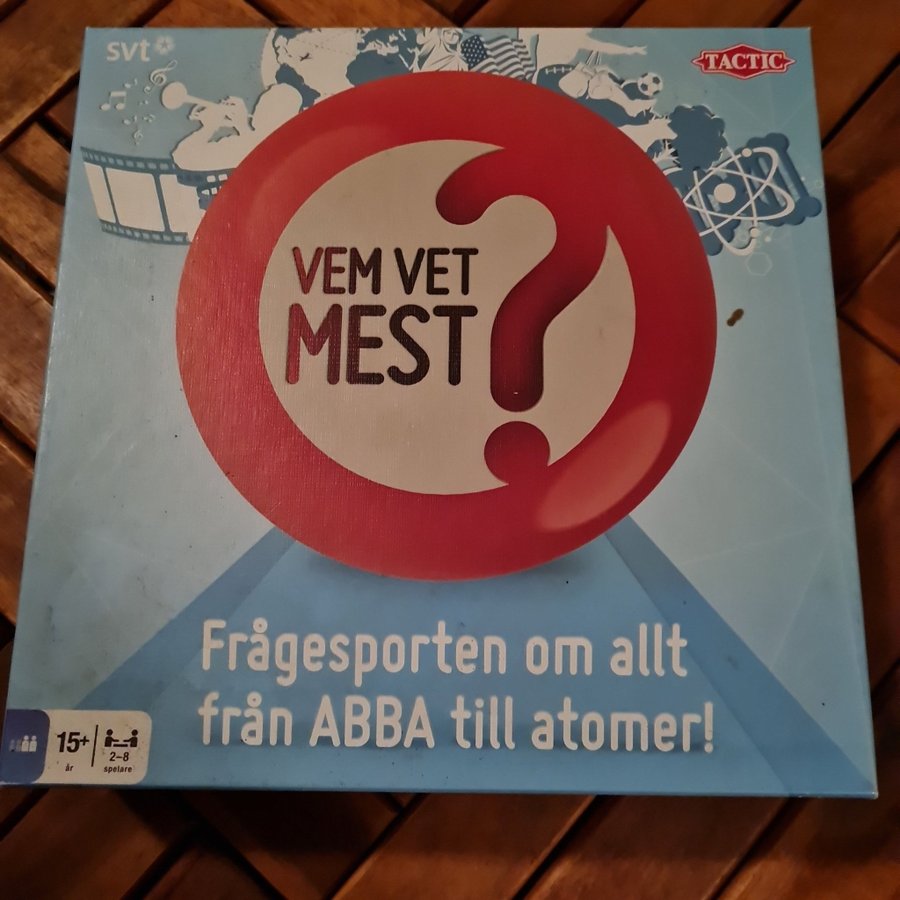 svt
TACTIC
VEM VET
MEST?
Frågesporten om allt
från ABBA till atomer!
15+
år
2–8
spelare